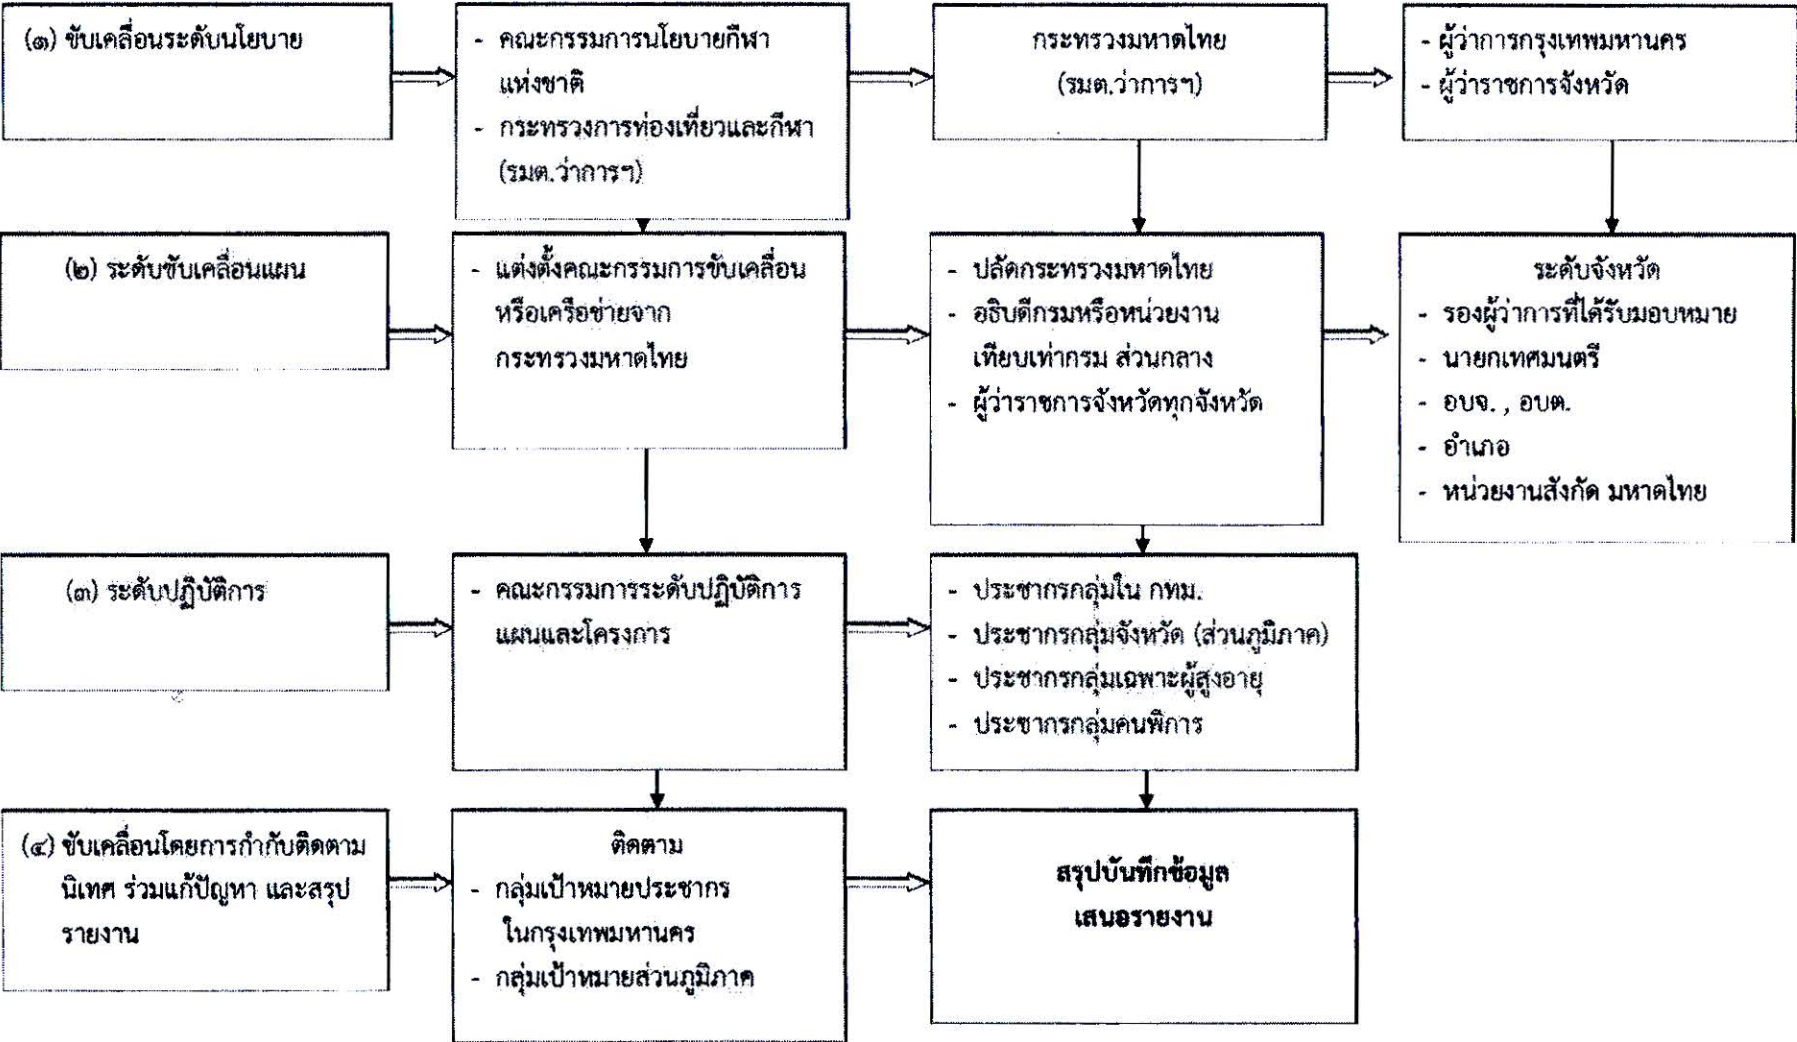 (๑) ขับเคลื่อนระดับนโยบาย
- คณะกรรมการนโยบายกีฬา
แห่งชาติ
- กระทรวงการท่องเที่ยวและกีฬา
(รมต.ว่าการฯ)
กระทรวงมหาดไทย
(รมต.ว่าการฯ)
- ผู้ว่าการกรุงเทพมหานคร
- ผู้ว่าราชการจังหวัด
(๒) ระดับขับเคลื่อนแผน
- แต่งตั้งคณะกรรมการขับเคลื่อน
หรือเครือข่ายจาก
กระทรวงมหาดไทย
- ปลัดกระทรวงมหาดไทย
- อธิบดีกรมหรือหน่วยงาน
เทียบเท่ากรม ส่วนกลาง
- ผู้ว่าราชการจังหวัดทุกจังหวัด
ระดับจังหวัด
- รองผู้ว่าการที่ได้รับมอบหมาย
- นายกเทศมนตรี
- อบจ. , อบต.
- อำเภอ
- หน่วยงานสังกัด มหาดไทย
(๓) ระดับปฏิบัติการ
- คณะกรรมการระดับปฏิบัติการ
แผนและโครงการ
- ประชากรกลุ่มใน กทม.
- ประชากรกลุ่มจังหวัด (ส่วนภูมิภาค)
- ประชากรกลุ่มเฉพาะผู้สูงอายุ
- ประชากรกลุ่มคนพิการ
(๔) ขับเคลื่อนโดยการกำกับติดตาม
นิเทศ ร่วมแก้ปัญหา และสรุป
รายงาน
ติดตาม
- กลุ่มเป้าหมายประชากร
ในกรุงเทพมหานคร
- กลุ่มเป้าหมายส่วนภูมิภาค
สรุปบันทึกข้อมูล
เสนอรายงาน